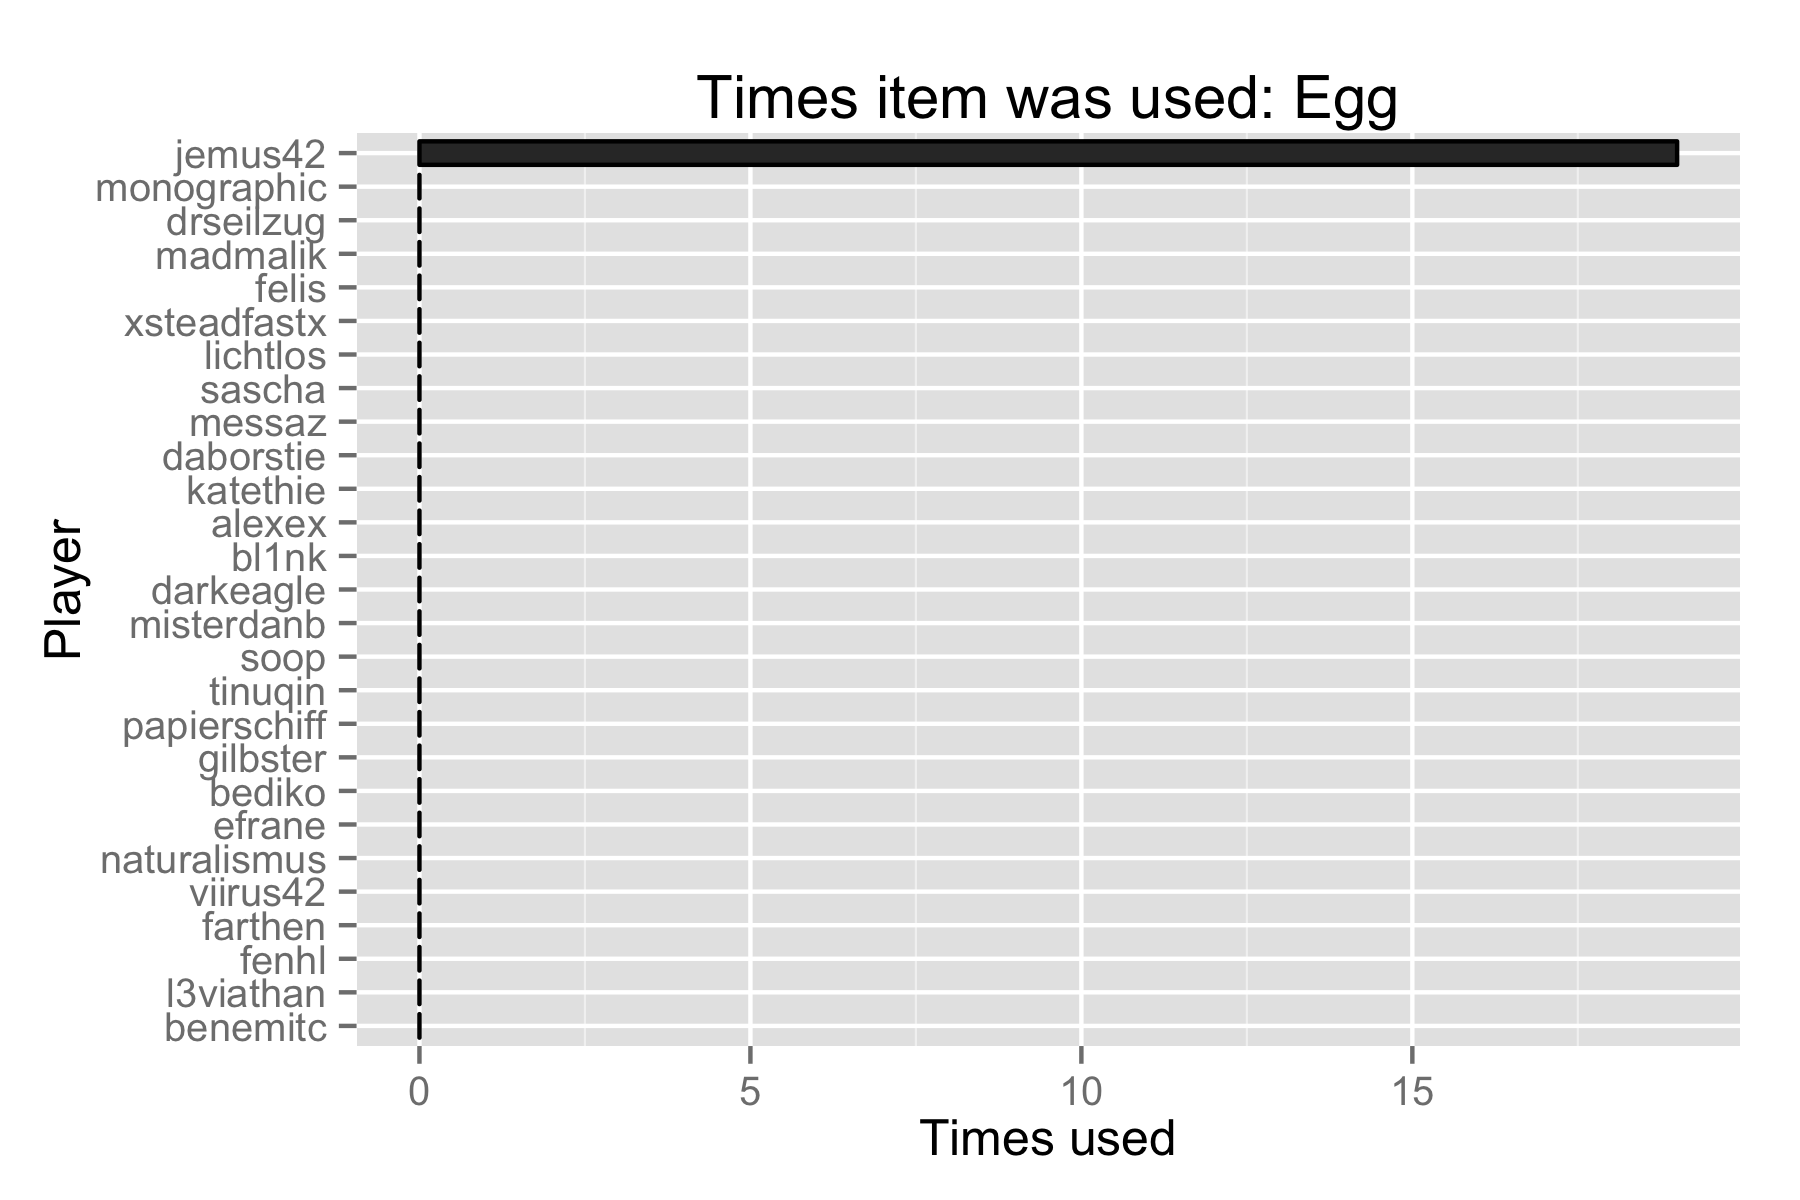 Times item was used: Egg
jemus42
monographic
drseilzug
madmalik
felis
xsteadfastx
lichtlos
sascha
messaz
daborstie
katethie
alexex
bl1nk
darkeagle
misterdanb
soop
tinuqin
papierschiff
gilbster
bediko
efrane
naturalismus
viirus42
farthen
fenhl
l3viathan
benemitc
Player
0 5 10 15
Times used